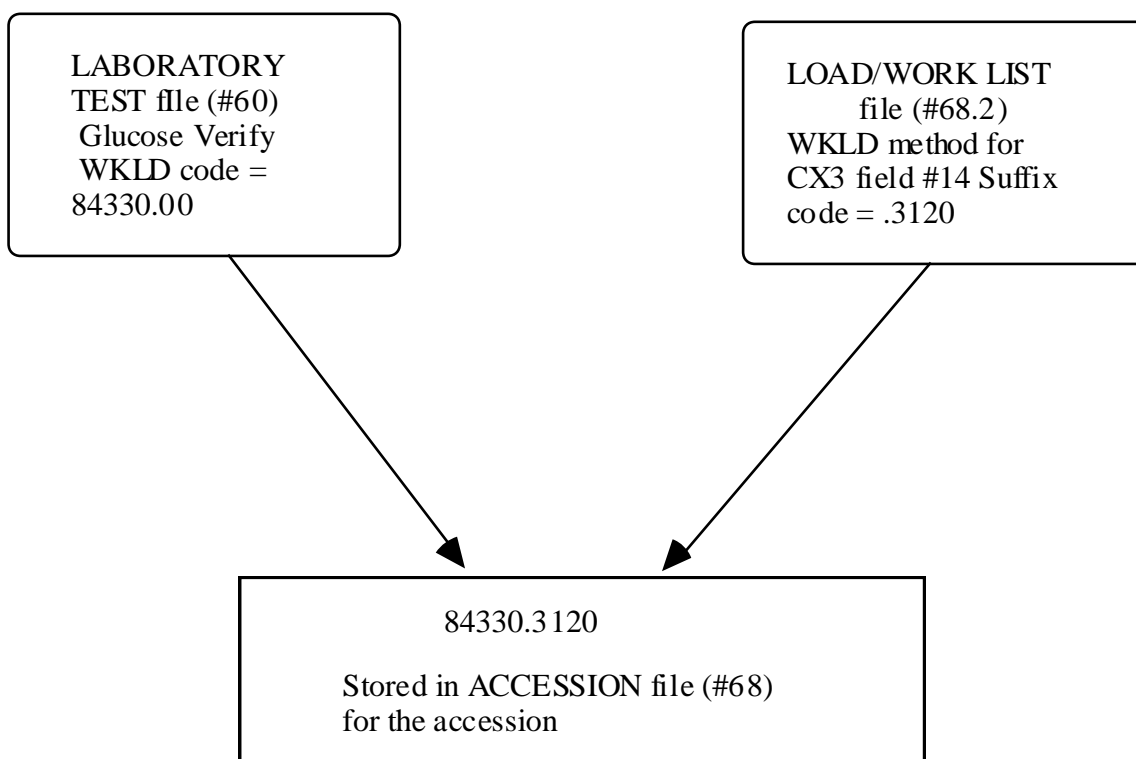 LABORATORY
TEST fIle (#60)
Glucose Verify
WKLD code =
84330.00
LOAD/WORK LIST
file (#68.2)
WKLD method for
CX3 field #14 Suffix
code = .3120
84330.3120
Stored in ACCESSION file (#68)
for the accession